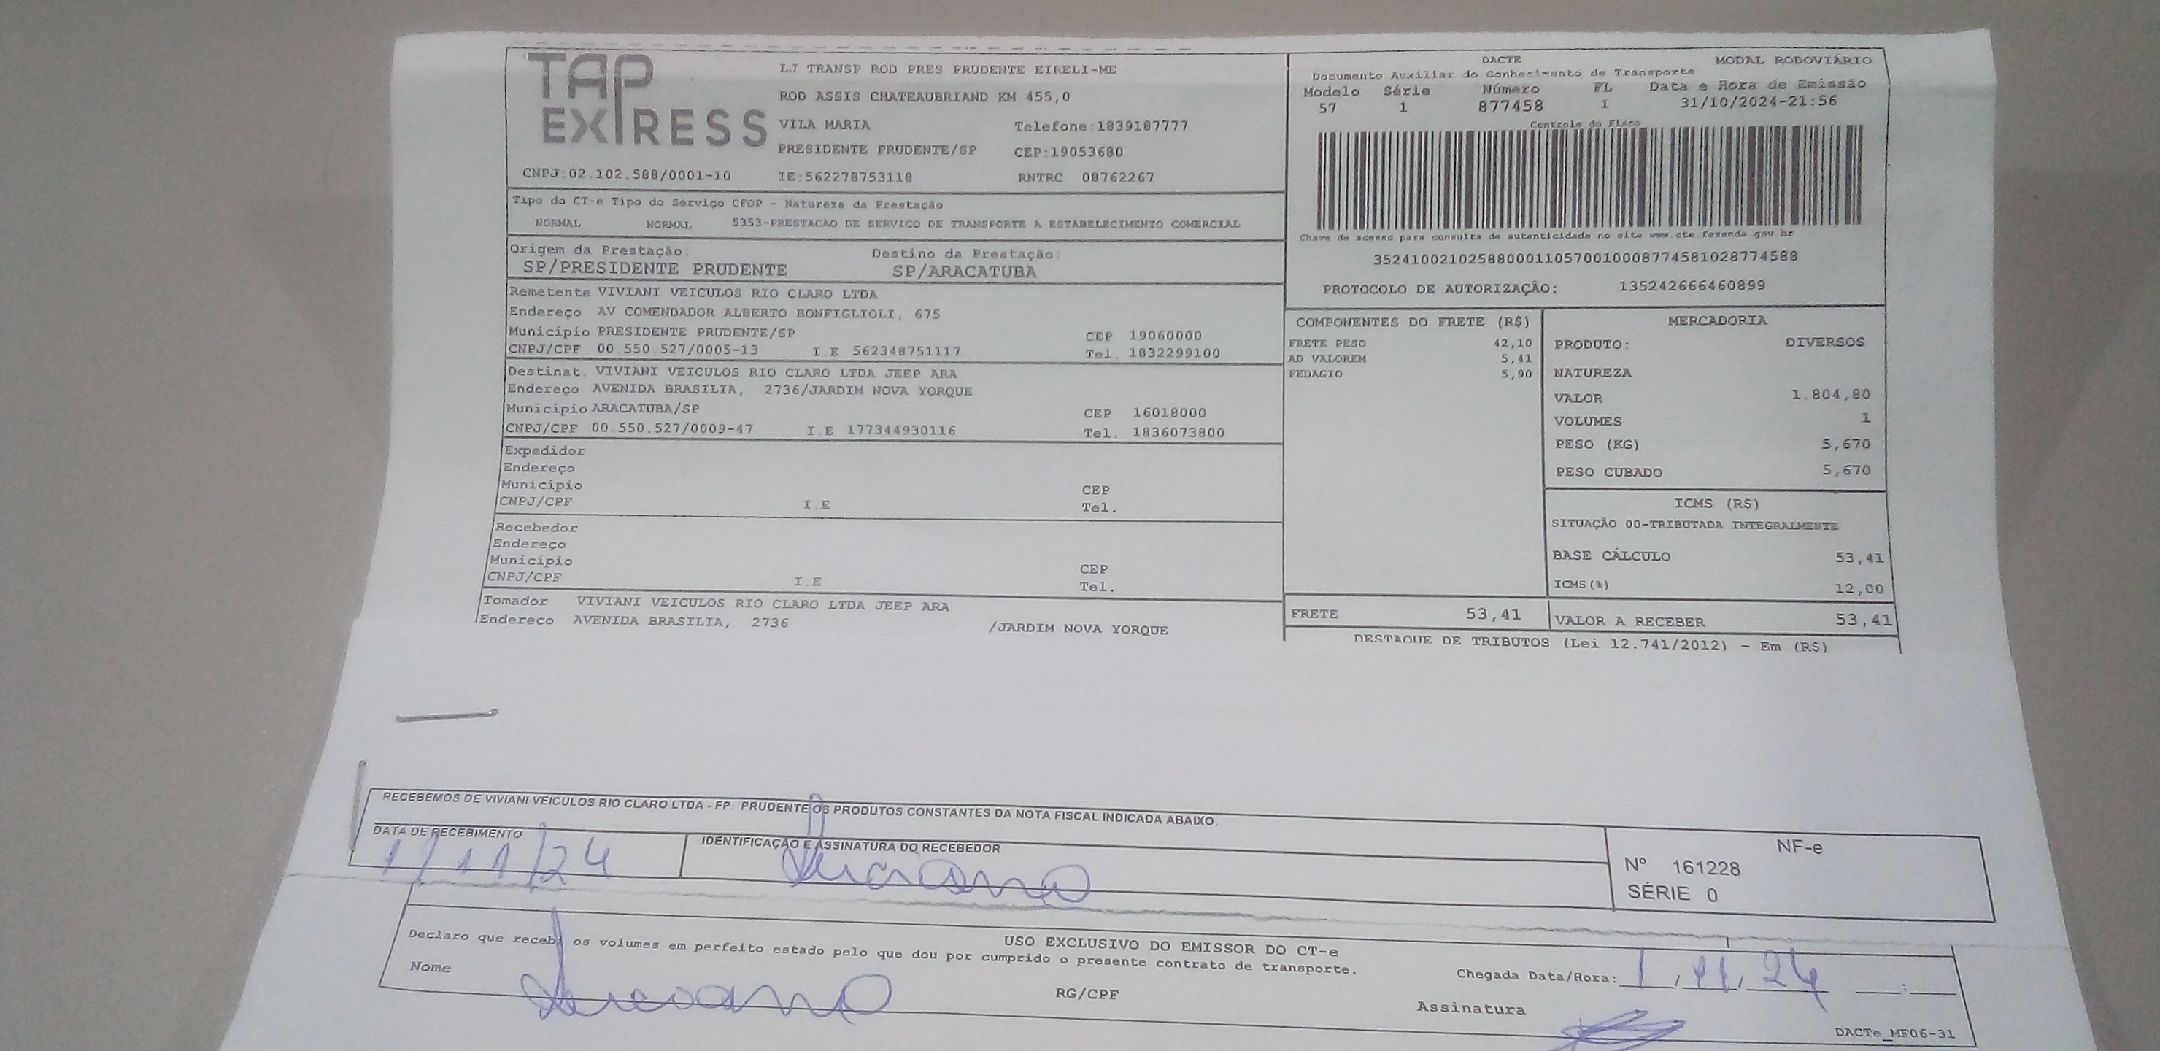 TAP EXPRESS
LJ TRANSP ROD PRES PRUDENTE EIRELI-ME
ROD ASSIS CHATEAUBRIAND KM 455,0
VILA MARIA Telefone:1839187777
PRESIDENTE PRUDENTE/SP CEP:19053680
CNPJ:02.102.588/0001-10 IE:562278753118 RNTRC 08762267
DACTE MODAL RODOVIÁRIO
Documento Auxiliar do Conhecimento de Transporte
Modelo Série Número FL Data e Hora de Emissão
57 1 877458 1 31/10/2024-21:56
Controle do Fisco
Tipo do CT-e Tipo do Serviço CFOP - Natureza da Prestação
NORMAL NORMAL 5353-PRESTACAO DE SERVICO DE TRANSPORTE A ESTABELECIMENTO COMERCIAL
Chave de acesso para consulta de autenticidade no site www.cte.fazenda.gov.br
35241002102588000110570010008774581028774588
PROTOCOLO DE AUTORIZAÇÃO: 135242666460899
Origem da Prestação: Destino da Prestação:
SP/PRESIDENTE PRUDENTE SP/ARACATUBA
Remetente VIVIANI VEICULOS RIO CLARO LTDA
Endereço AV COMENDADOR ALBERTO BONFIGLIOLI, 675
Município PRESIDENTE PRUDENTE/SP CEP 19060000
CNPJ/CPF 00.550.527/0005-13 I.E 562348751117 Tel. 1832299100
Destinat. VIVIANI VEICULOS RIO CLARO LTDA JEEP ARA
Endereço AVENIDA BRASILIA, 2736/JARDIM NOVA YORQUE
Município ARACATUBA/SP CEP 16018000
CNPJ/CPF 00.550.527/0009-47 I.E 177344930116 Tel. 1836073800
Expedidor
Endereço
Município CEP
CNPJ/CPF I.E Tel.
Recebedor
Endereço
Município CEP
CNPJ/CPF I.E Tel.
Tomador VIVIANI VEICULOS RIO CLARO LTDA JEEP ARA
Endereco AVENIDA BRASILIA, 2736 /JARDIM NOVA YORQUE
COMPONENTES DO FRETE (R$)
FRETE PESO 42,10
AD VALOREM 5,41
PEDAGIO 5,90
FRETE 53,41
MERCADORIA
PRODUTO: DIVERSOS
NATUREZA
VALOR 1.804,80
VOLUMES 1
PESO (KG) 5,670
PESO CUBADO 5,670
ICMS (R$)
SITUAÇÃO 00-TRIBUTADA INTEGRALMENTE
BASE CÁLCULO 53,41
ICMS(%) 12,00
VALOR A RECEBER 53,41
DESTAQUE DE TRIBUTOS (Lei 12.741/2012) - Em (R$)
RECEBEMOS DE VIVIANI VEICULOS RIO CLARO LTDA - FP. PRUDENTE OS PRODUTOS CONSTANTES DA NOTA FISCAL INDICADA ABAIXO.
DATA DE RECEBIMENTO IDENTIFICAÇÃO E ASSINATURA DO RECEBEDOR
1/11/24 Luciano
NF-e
Nº 161228
SÉRIE 0
USO EXCLUSIVO DO EMISSOR DO CT-e
Declaro que recebi os volumes em perfeito estado pelo que dou por cumprido o presente contrato de transporte.
Nome Luciano RG/CPF
Chegada Data/Hora: 1/11/24 __:__
Assinatura
DACTe_MF06-31